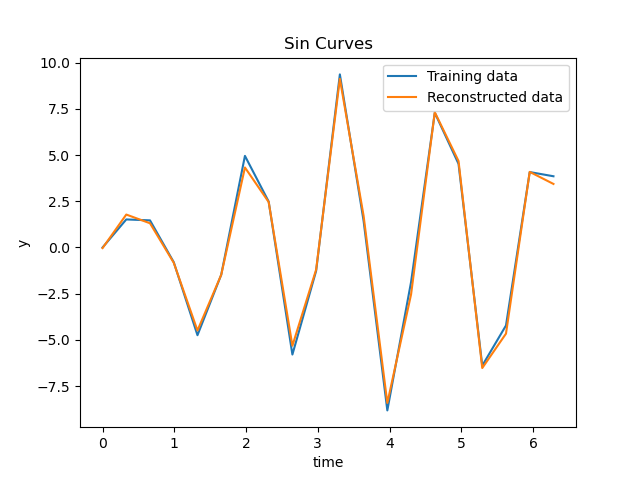 Sin Curves
Training data
Reconstructed data
10.0
7.5
5.0
2.5
0.0
−2.5
−5.0
−7.5
y
0 1 2 3 4 5 6
time